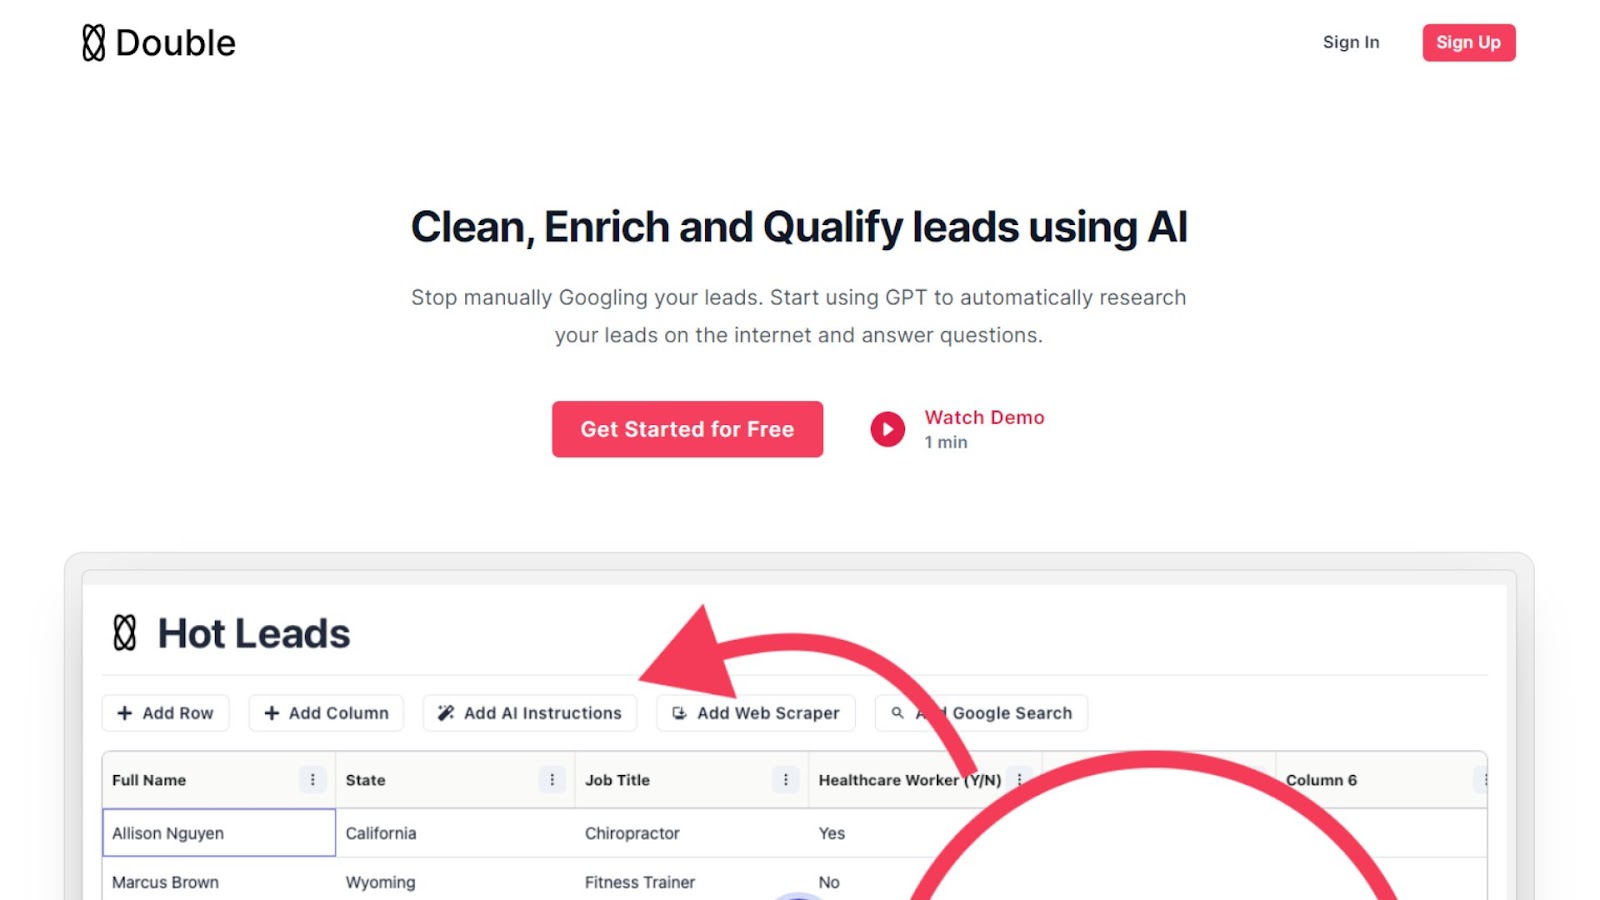 Double
Sign In
Sign Up
Clean, Enrich and Qualify leads using AI
Stop manually Googling your leads. Start using GPT to automatically research
your leads on the internet and answer questions.
Get Started for Free
Watch Demo
1 min
Hot Leads
Add Row
Add Column
Add AI Instructions
Add Web Scraper
Google Search
Full Name
State
Job Title
Healthcare Worker (Y/N)
Column 6
Allison Nguyen
California
Chiropractor
Yes
Marcus Brown
Wyoming
Fitness Trainer
No